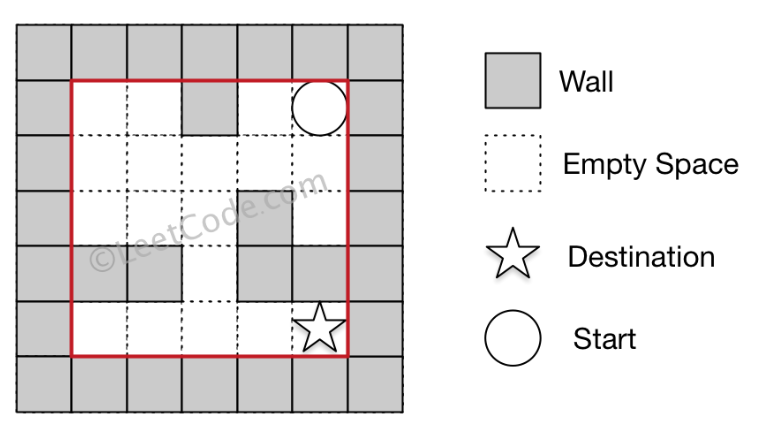 Wall
Empty Space
©LeetCode.com
Destination
Start